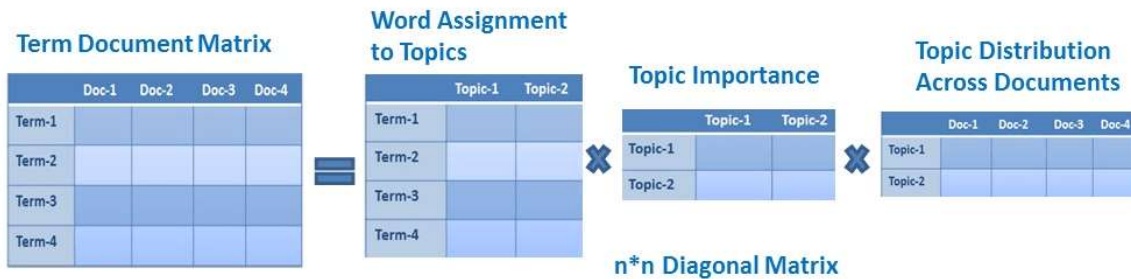 Term Document Matrix
Doc-1 Doc-2 Doc-3 Doc-4
Term-1
Term-2
Term-3
Term-4
Word Assignment
to Topics
Topic-1 Topic-2
Term-1
Term-2
Term-3
Term-4
Topic Importance
Topic-1 Topic-2
Topic-1
Topic-2
n*n Diagonal Matrix
Topic Distribution
Across Documents
Doc-1 Doc-2 Doc-3 Doc-4
Topic-1
Topic-2